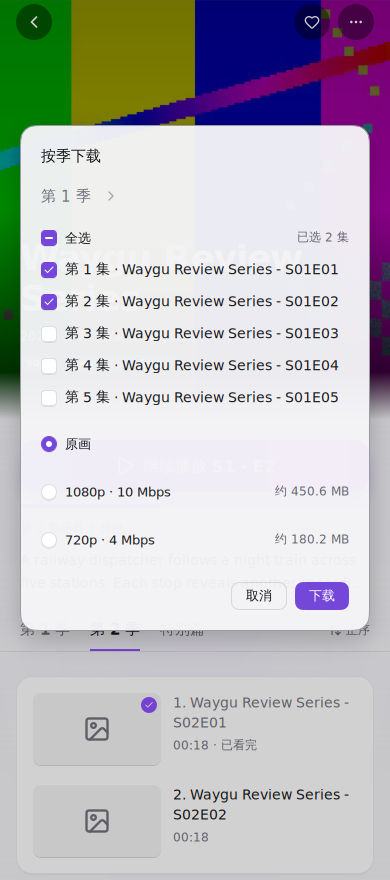 按季下载
第 1 季
全选 已选 2 集
第 1 集 · Waygu Review Series - S01E01
第 2 集 · Waygu Review Series - S01E02
第 3 集 · Waygu Review Series - S01E03
第 4 集 · Waygu Review Series - S01E04
第 5 集 · Waygu Review Series - S01E05
原画
1080p · 10 Mbps 约 450.6 MB
720p · 4 Mbps 约 180.2 MB
取消 下载
第 1 季 第 2 季 特别篇 正序
1. Waygu Review Series -
S02E01
00:18 · 已看完
2. Waygu Review Series -
S02E02
00:18